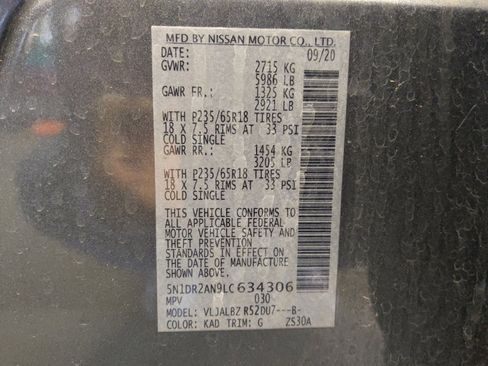 MFD BY NISSAN MOTOR CO., LTD.
DATE: 09/20
GVWR: 2715 KG
5986 LB
GAWR FR.: 1325 KG
2921 LB
WITH P235/65R18 TIRES
18 X 7.5 RIMS AT 33 PSI
COLD SINGLE
GAWR RR.: 1454 KG
3205 LB
WITH P235/65R18 TIRES
18 X 7.5 RIMS AT 33 PSI
COLD SINGLE
THIS VEHICLE CONFORMS TO
ALL APPLICABLE FEDERAL
MOTOR VEHICLE SAFETY AND
THEFT PREVENTION
STANDARDS IN EFFECT ON
THE DATE OF MANUFACTURE
SHOWN ABOVE.
5N1DR2AN9LC634306
MPV 030
MODEL: VLJALBZ R52DU7---B-
COLOR: KAD TRIM: G ZS30A